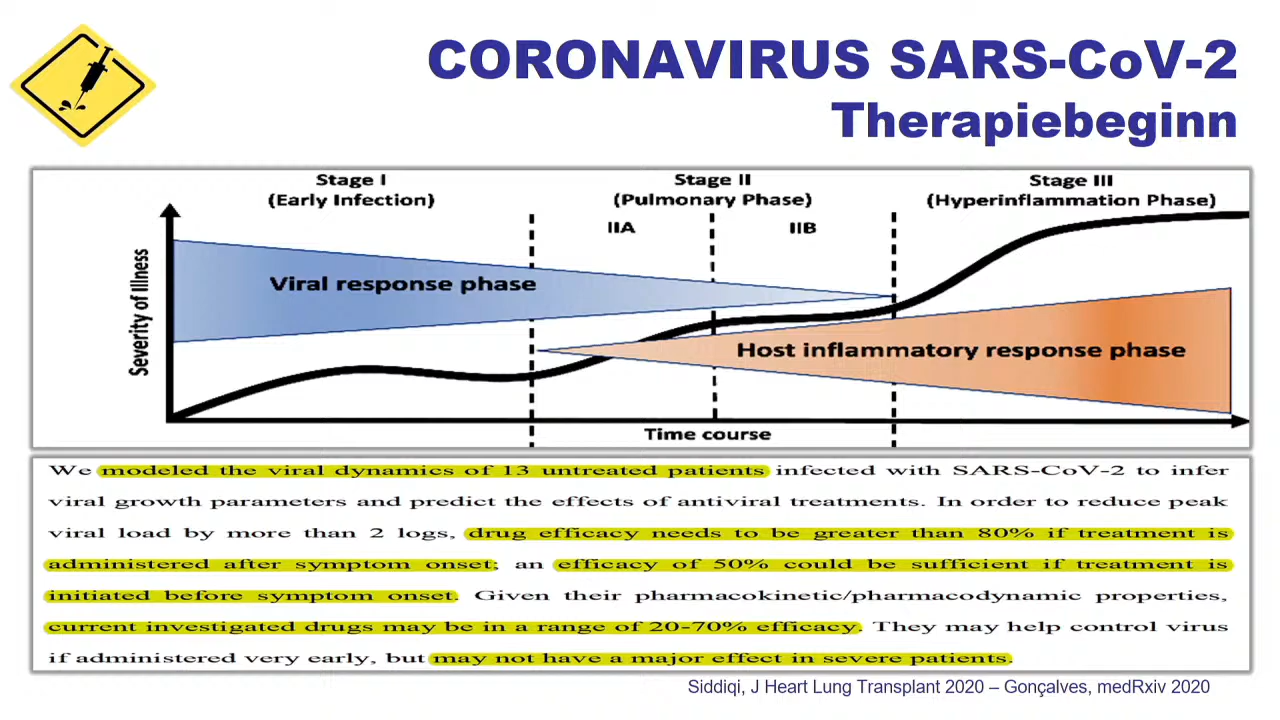 CORONAVIRUS SARS-CoV-2
Therapiebeginn
Stage I
(Early Infection)
Stage II
(Pulmonary Phase)
Stage III
(Hyperinflammation Phase)
IIA
IIB
Severity of Illness
Viral response phase
Host inflammatory response phase
Time course
We modeled the viral dynamics of 13 untreated patients infected with SARS-CoV-2 to infer
viral growth parameters and predict the effects of antiviral treatments. In order to reduce peak
viral load by more than 2 logs, drug efficacy needs to be greater than 80% if treatment is
administered after symptom onset; an efficacy of 50% could be sufficient if treatment is
initiated before symptom onset. Given their pharmacokinetic/pharmacodynamic properties,
current investigated drugs may be in a range of 20-70% efficacy. They may help control virus
if administered very early, but may not have a major effect in severe patients.
Siddiqi, J Heart Lung Transplant 2020 – Gonçalves, medRxiv 2020